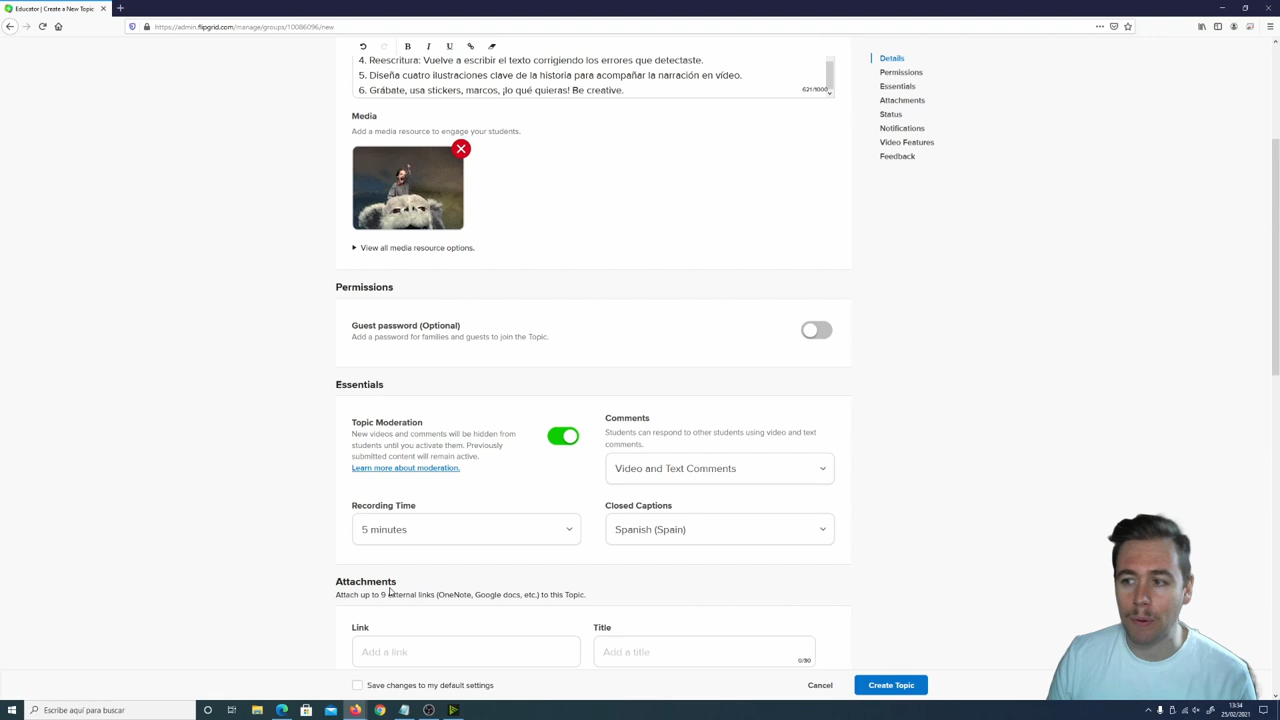 Educator | Create a New Topic
https://admin.flipgrid.com/manage/groups/10086096/new
B I U
4. Reescritura: Vuelve a escribir el texto corrigiendo los errores que detectaste.
5. Diseña cuatro ilustraciones clave de la historia para acompañar la narración en vídeo.
6. Grábate, usa stickers, marcos, ¡lo qué quieras! Be creative.
621/1000
Media
Add a media resource to engage your students.
View all media resource options.
Permissions
Guest password (Optional)
Add a password for families and guests to join the Topic.
Essentials
Topic Moderation
New videos and comments will be hidden from
students until you activate them. Previously
submitted content will remain active.
Learn more about moderation.
Comments
Students can respond to other students using video and text
comments.
Video and Text Comments
Recording Time
5 minutes
Closed Captions
Spanish (Spain)
Attachments
Attach up to 9 external links (OneNote, Google docs, etc.) to this Topic.
Link
Add a link
Title
Add a title
0/30
Save changes to my default settings
Cancel
Create Topic
Details
Permissions
Essentials
Attachments
Status
Notifications
Video Features
Feedback
Escribe aquí para buscar
13:34
25/02/2021